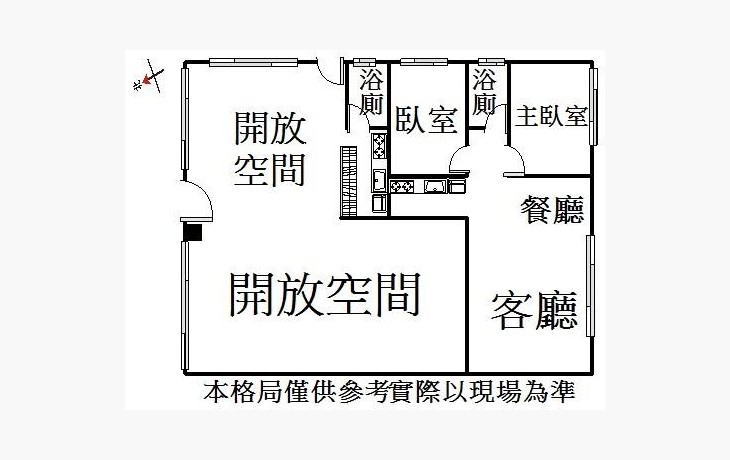 北
開放
空間
浴
廁
臥室
浴
廁
主臥室
餐廳
開放空間
客廳
本格局僅供參考實際以現場為準